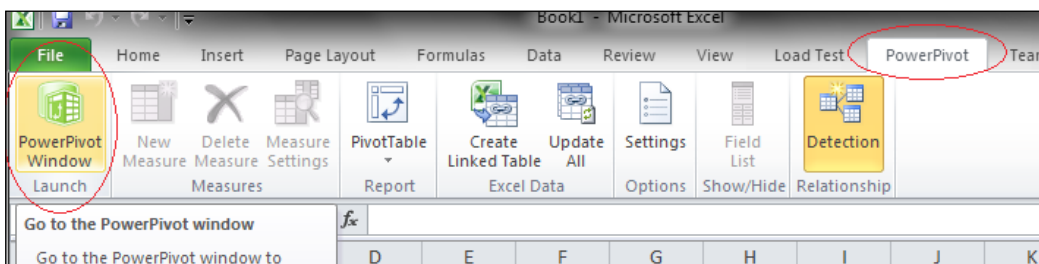 Book1 - Microsoft Excel
File Home Insert Page Layout Formulas Data Review View Load Test PowerPivot
PowerPivot New Delete Measure PivotTable Create Update Settings Field Detection
Window Measure Measure Settings Linked Table All List
Launch Measures Report Excel Data Options Show/Hide Relationship
Go to the PowerPivot window fx
Go to the PowerPivot window to D E F G H I J K